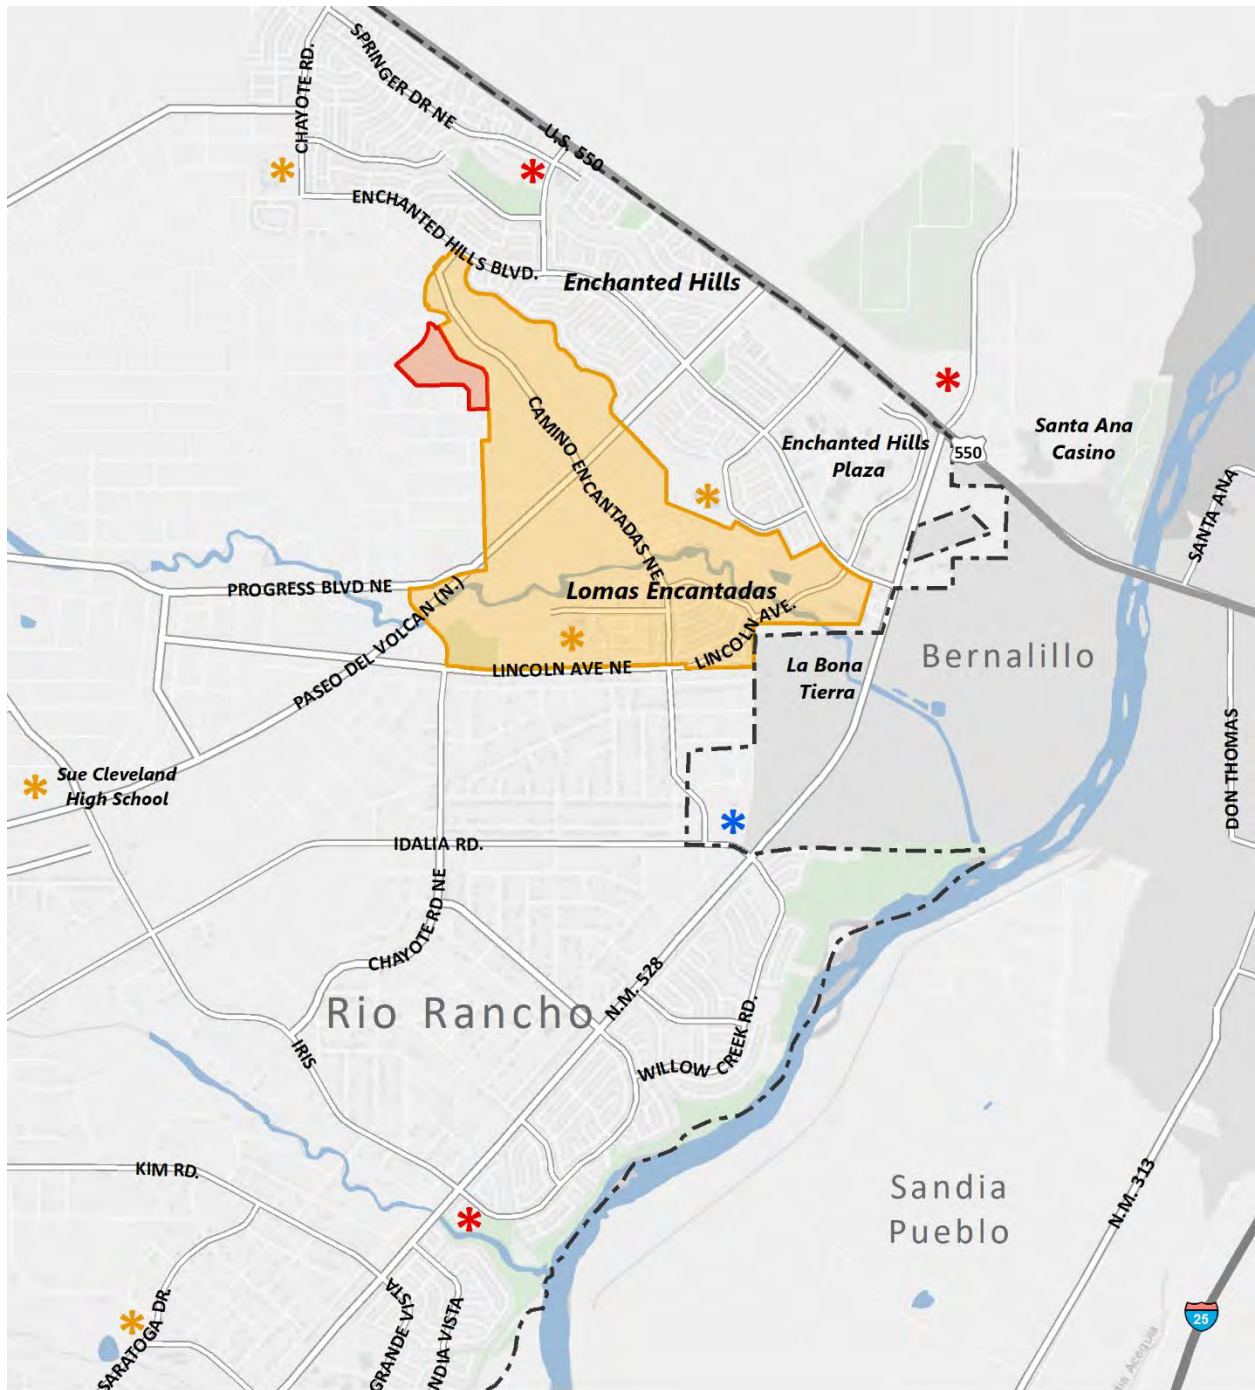 SPRINGER DR NE
CHAYOTE RD.
U.S. 550
ENCHANTED HILLS BLVD.
Enchanted Hills
CAMINO ENCANTADAS NE
Enchanted Hills
Plaza
550
Santa Ana
Casino
SANTA ANA
PROGRESS BLVD NE
Lomas Encantadas
PASEO DEL VOLCAN (N.)
LINCOLN AVE.
LINCOLN AVE NE
La Bona
Tierra
Bernalillo
DON THOMAS
Sue Cleveland
High School
IDALIA RD.
CHAYOTE RD NE
N.M. 528
Rio Rancho
IRIS
WILLOW CREEK RD.
KIM RD.
Sandia
Pueblo
N.M. 313
SARATOGA DR.
GRANDE VISTA
NDIA VISTA
25
Acequia